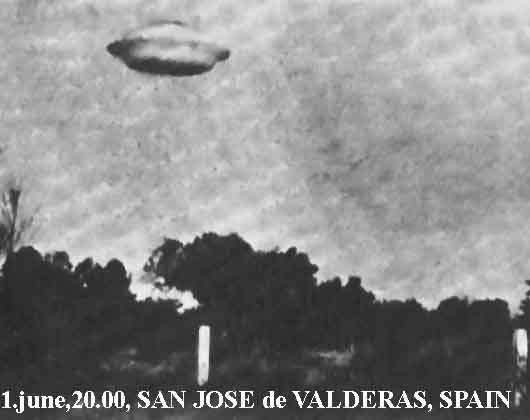 1.june,20.00, SAN JOSE de VALDERAS, SPAIN